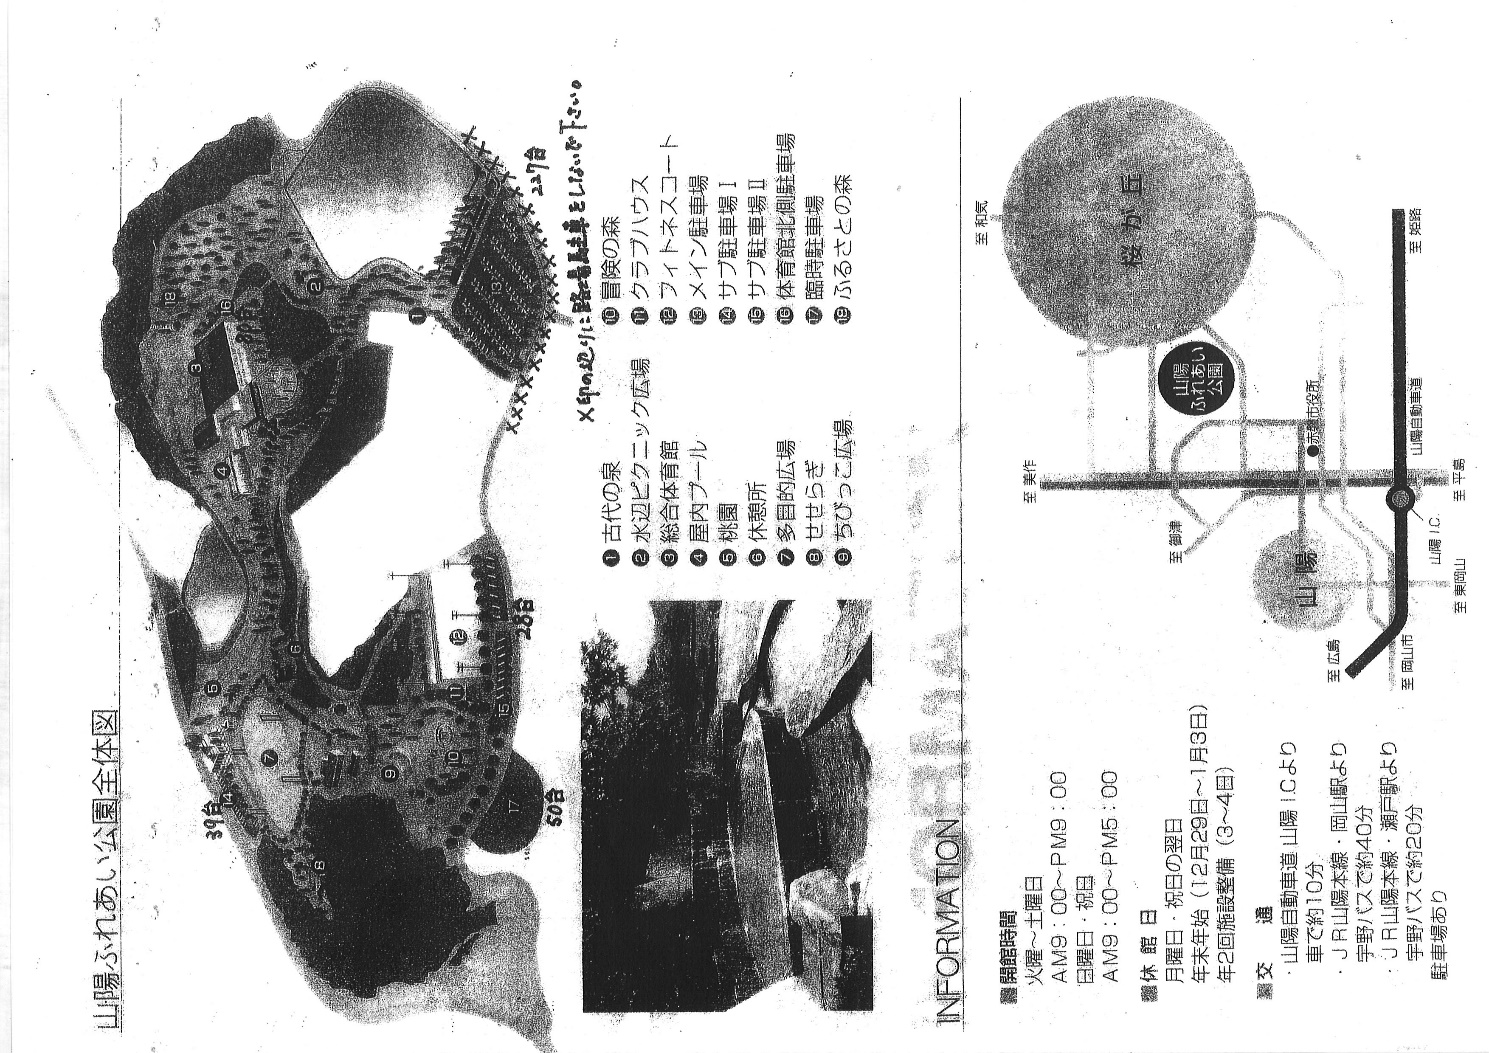 山陽ふれあい公園全体図
39台
50台
28台
227台
×印の辺りに路上駐車をしないで下さい。
❶古代の泉
❷水辺ピクニック広場
❸総合体育館
❹屋内プール
❺桃園
❻休憩所
❼多目的広場
❽せせらぎ
❾ちびっこ広場
❿冒険の森
⓫クラブハウス
⓬フィトネスコート
⓭メイン駐車場
⓮サブ駐車場Ⅰ
⓯サブ駐車場Ⅱ
⓰体育館北側駐車場
⓱臨時駐車場
⓲ふるさとの森
INFORMATION
■開館時間
火曜～土曜日
AM9：00～PM9：00
日曜日・祝日
AM9：00～PM5：00
■休館日
月曜日・祝日の翌日
年末年始（12月29日～1月3日）
年2回施設整備（3～4日）
■交　通
・山陽自動車道 山陽ICより
車で約10分
・JR山陽本線・岡山駅より
宇野バスで約40分
・JR山陽本線・瀬戸駅より
宇野バスで約20分
駐車場あり
至 和気
桜が丘
山陽
ふれあい
公園
至 美作
●赤磐市役所
至 姫路
山陽自動車道
至 平島
至 御津
山陽
山陽 I.C.
至 東岡山
至 広島
至 岡山市